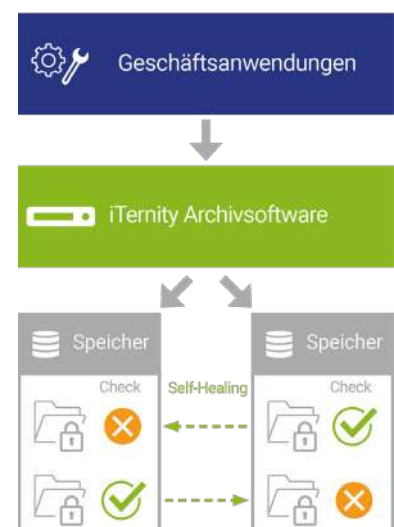 Geschäftsanwendungen
iTernity Archivsoftware
Speicher
Speicher
Check
Self-Healing
Check